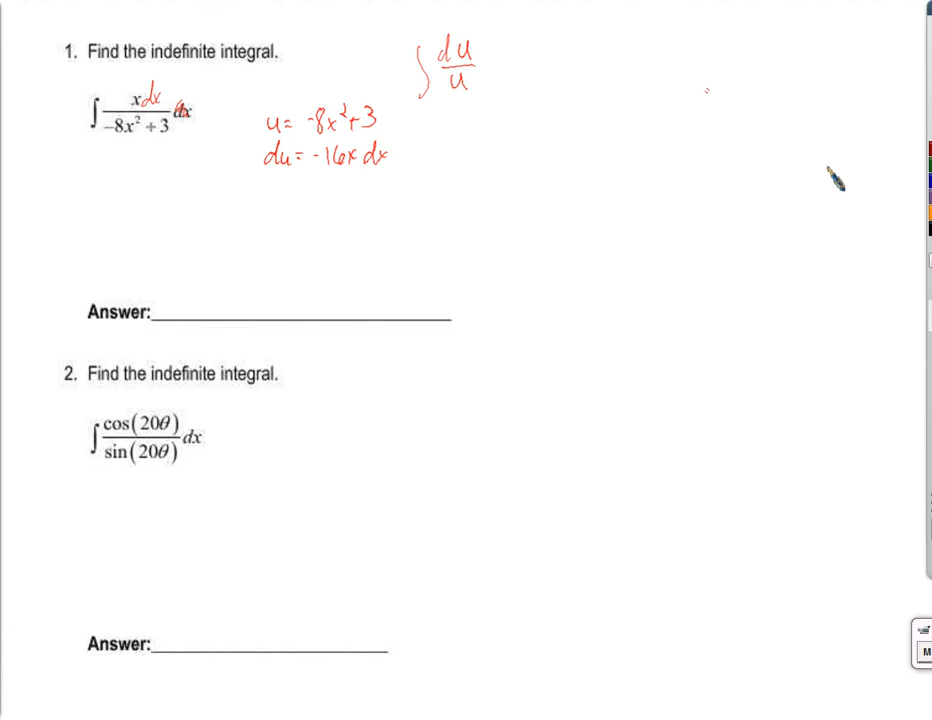 1. Find the indefinite integral.
∫ du/u
∫ x dx/(−8x² + 3) dx
u = -8x² + 3
du = -16x dx
Answer:
2. Find the indefinite integral.
∫ cos(20θ)/sin(20θ) dx
Answer:
M